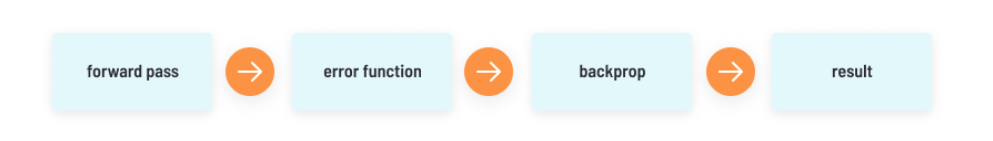 forward pass
error function
backprop
result